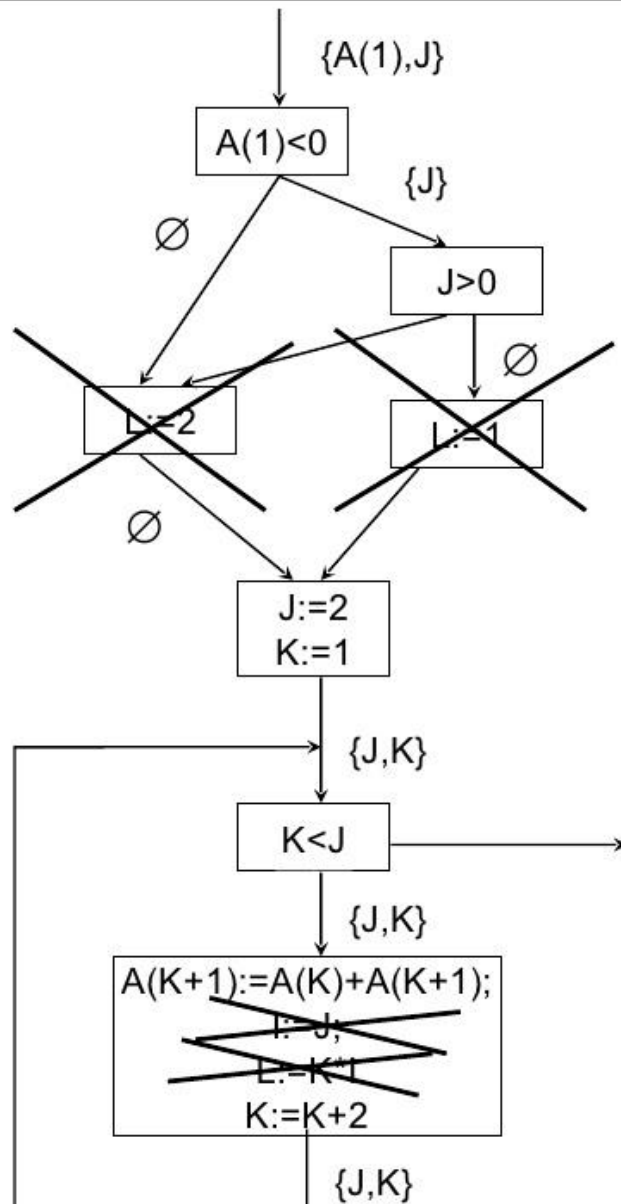 {A(1),J}
A(1)<0
{J}
∅
J>0
∅
L:=2
L:=1
∅
J:=2
K:=1
{J,K}
K<J
{J,K}
A(K+1):=A(K)+A(K+1);
I:=J;
L:=K*I
K:=K+2
{J,K}